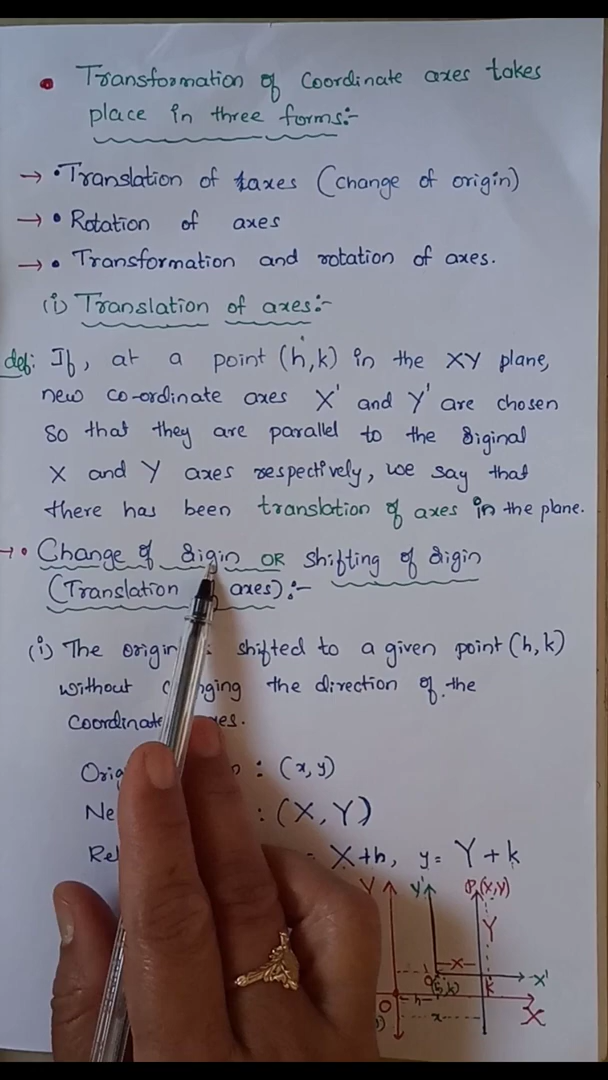 • Transformation of coordinate axes takes
place in three forms:-
→ • Translation of axes (change of origin)
→ • Rotation of axes
→ • Transformation and rotation of axes.
(i) Translation of axes:-
def: If, at a point (h,k) in the XY plane,
new co-ordinate axes X' and Y' are chosen
so that they are parallel to the original
X and Y axes respectively, we say that
there has been translation of axes in the plane.
→ • Change of origin OR shifting of origin
(Translation axes):-
(i) The origin shifted to a given point (h,k)
without the direction of the
Coordinate
: (x,y)
Ne : (X,Y)
= X+h, y= Y+k
Y Y' P(X,Y)
Y
X
(h,k) k X'
O h X
x